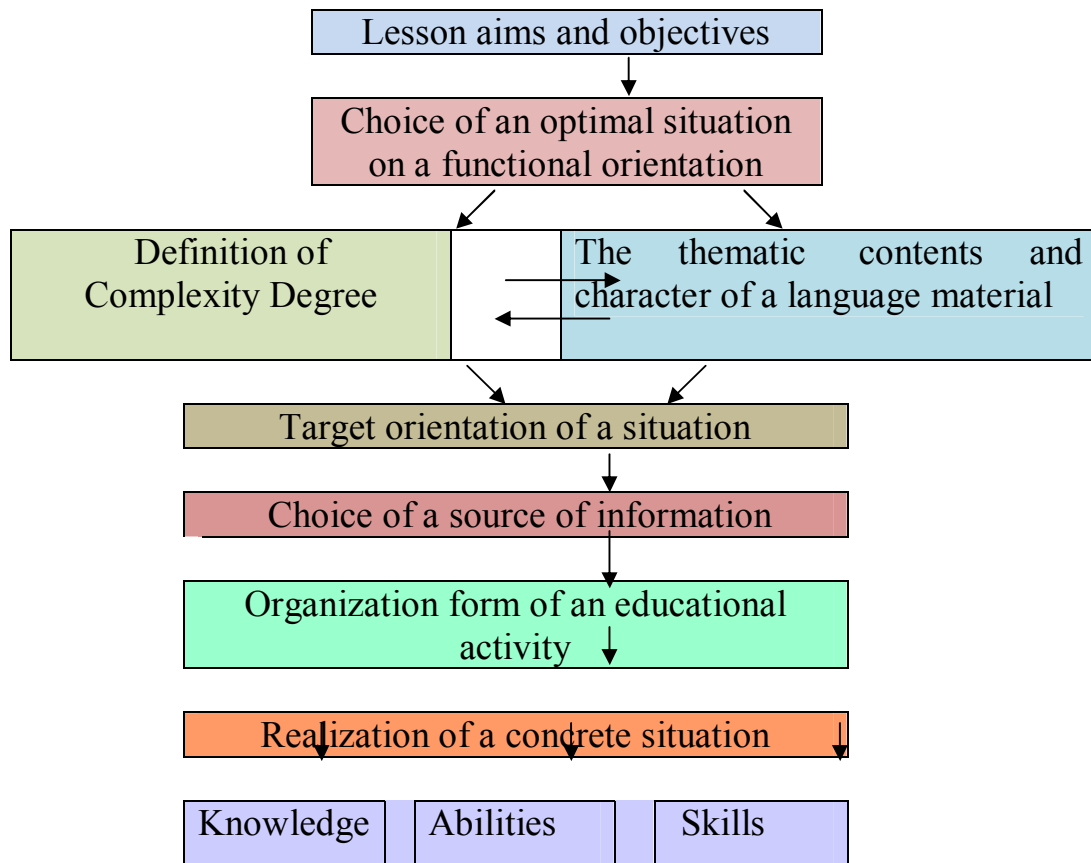 Lesson aims and objectives
Choice of an optimal situation
on a functional orientation
Definition of
Complexity Degree
The thematic contents and
character of a language material
Target orientation of a situation
Choice of a source of information
Organization form of an educational
activity
Realization of a concrete situation
Knowledge
Abilities
Skills